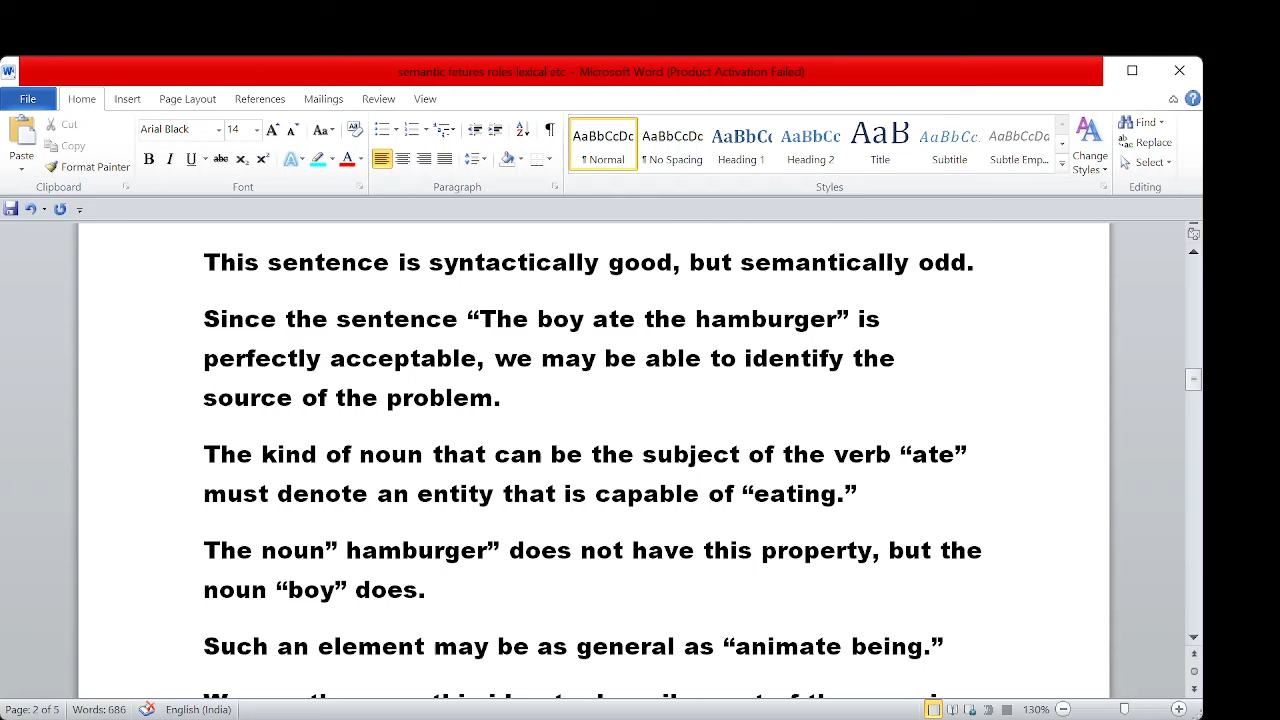 semantic fetures roles lexical etc - Microsoft Word (Product Activation Failed)
File Home Insert Page Layout References Mailings Review View
Cut
Copy
Paste
Format Painter
Clipboard
Arial Black 14
Font
Paragraph
AaBbCcDc AaBbCcDc AaBbCc AaBbCc AaB AaBbCc. AaBbCcDc
¶ Normal ¶ No Spacing Heading 1 Heading 2 Title Subtitle Subtle Emp...
Change Styles
Styles
Find
Replace
Select
Editing
This sentence is syntactically good, but semantically odd.
Since the sentence “The boy ate the hamburger” is
perfectly acceptable, we may be able to identify the
source of the problem.
The kind of noun that can be the subject of the verb “ate”
must denote an entity that is capable of “eating.”
The noun” hamburger” does not have this property, but the
noun “boy” does.
Such an element may be as general as “animate being.”
Page: 2 of 5 Words: 686 English (India) 130%